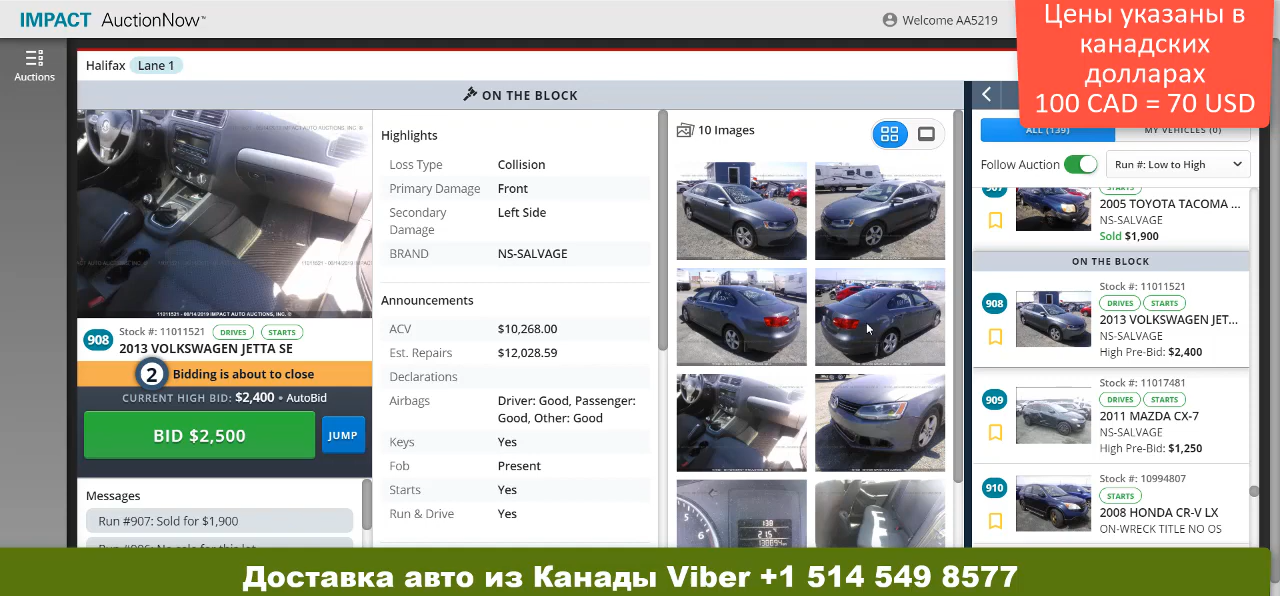 IMPACT AuctionNow™
Welcome AA5219
Цены указаны в
канадских
долларах
100 CAD = 70 USD
Auctions
Halifax Lane 1
ON THE BLOCK
908
Stock #: 11011521 DRIVES STARTS
2013 VOLKSWAGEN JETTA SE
2 Bidding is about to close
CURRENT HIGH BID: $2,400 • AutoBid
BID $2,500
JUMP
Messages
Run #907: Sold for $1,900
Highlights
Loss Type Collision
Primary Damage Front
Secondary Damage Left Side
BRAND NS-SALVAGE
Announcements
ACV $10,268.00
Est. Repairs $12,028.59
Declarations
Airbags Driver: Good, Passenger:
Good, Other: Good
Keys Yes
Fob Present
Starts Yes
Run & Drive Yes
10 Images
ALL (139)
MY VEHICLES (0)
Follow Auction
Run #: Low to High
907
STARTS
2005 TOYOTA TACOMA ...
NS-SALVAGE
Sold $1,900
ON THE BLOCK
908
Stock #: 11011521
DRIVES STARTS
2013 VOLKSWAGEN JET...
NS-SALVAGE
High Pre-Bid: $2,400
909
Stock #: 11017481
DRIVES STARTS
2011 MAZDA CX-7
NS-SALVAGE
High Pre-Bid: $1,250
910
Stock #: 10994807
STARTS
2008 HONDA CR-V LX
ON-WRECK TITLE NO OS
Доставка авто из Канады Viber +1 514 549 8577